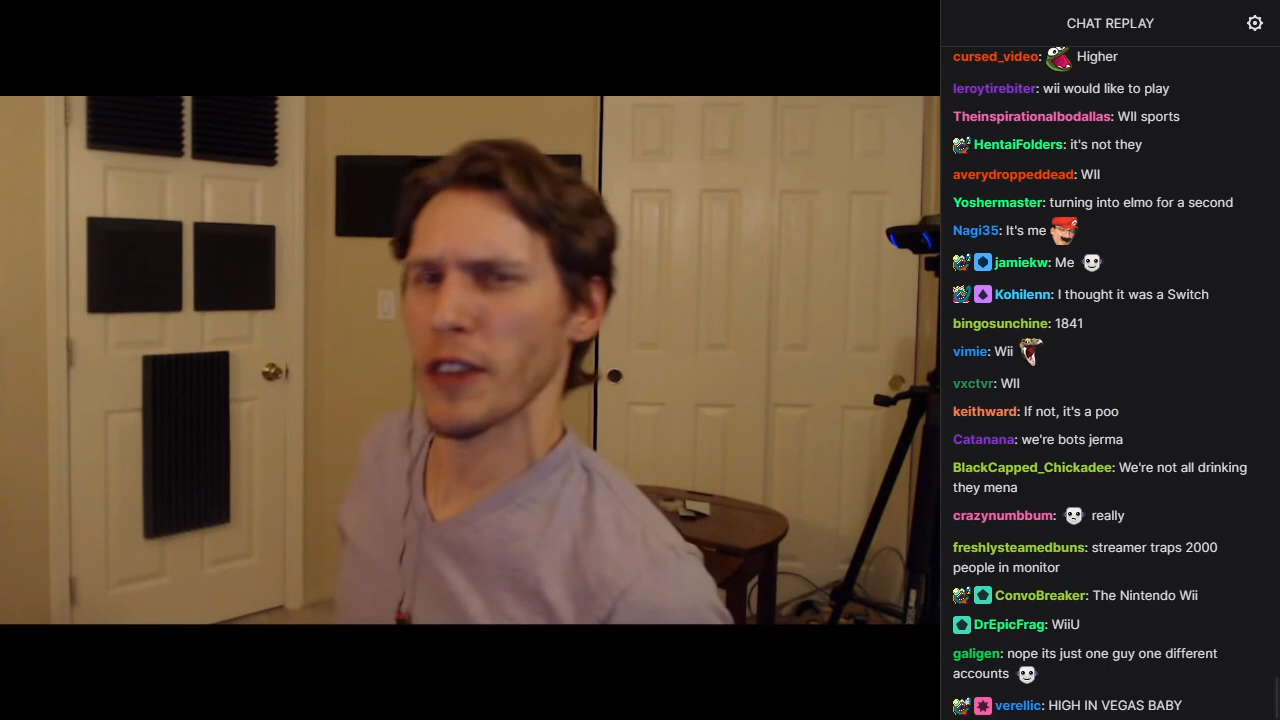 CHAT REPLAY
cursed_video: Higher
leroytirebiter: wii would like to play
Theinspirationalbodallas: WII sports
HentaiFolders: it's not they
averydroppeddead: WII
Yoshermaster: turning into elmo for a second
Nagi35: It's me
jamiekw: Me
Kohilenn: I thought it was a Switch
bingosunchine: 1841
vimie: Wii
vxctvr: WII
keithward: If not, it's a poo
Catanana: we're bots jerma
BlackCapped_Chickadee: We're not all drinking
they mena
crazynumbbum: really
freshlysteamedbuns: streamer traps 2000
people in monitor
ConvoBreaker: The Nintendo Wii
DrEpicFrag: WiiU
galigen: nope its just one guy one different
accounts
verellic: HIGH IN VEGAS BABY